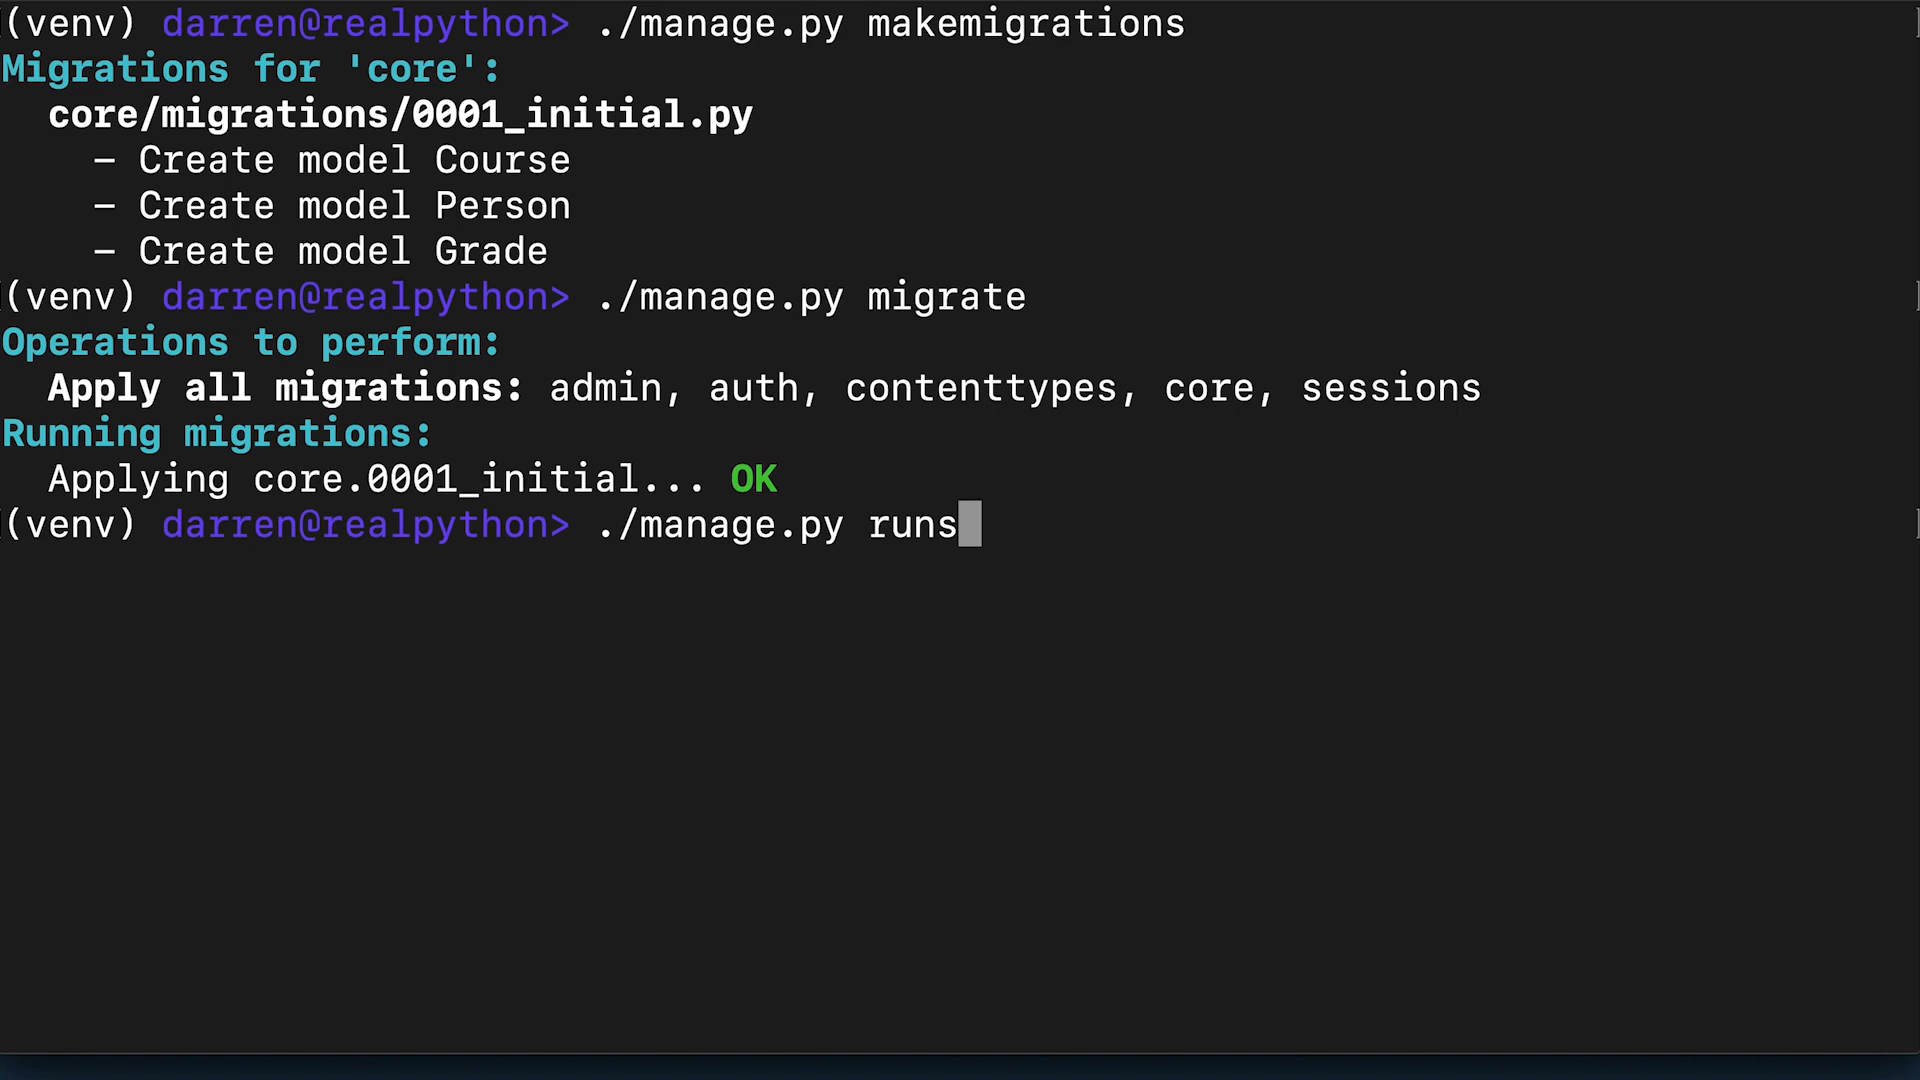 (venv) darren@realpython> ./manage.py makemigrations
Migrations for 'core':
core/migrations/0001_initial.py
– Create model Course
– Create model Person
– Create model Grade
(venv) darren@realpython> ./manage.py migrate
Operations to perform:
Apply all migrations: admin, auth, contenttypes, core, sessions
Running migrations:
Applying core.0001_initial... OK
(venv) darren@realpython> ./manage.py runs